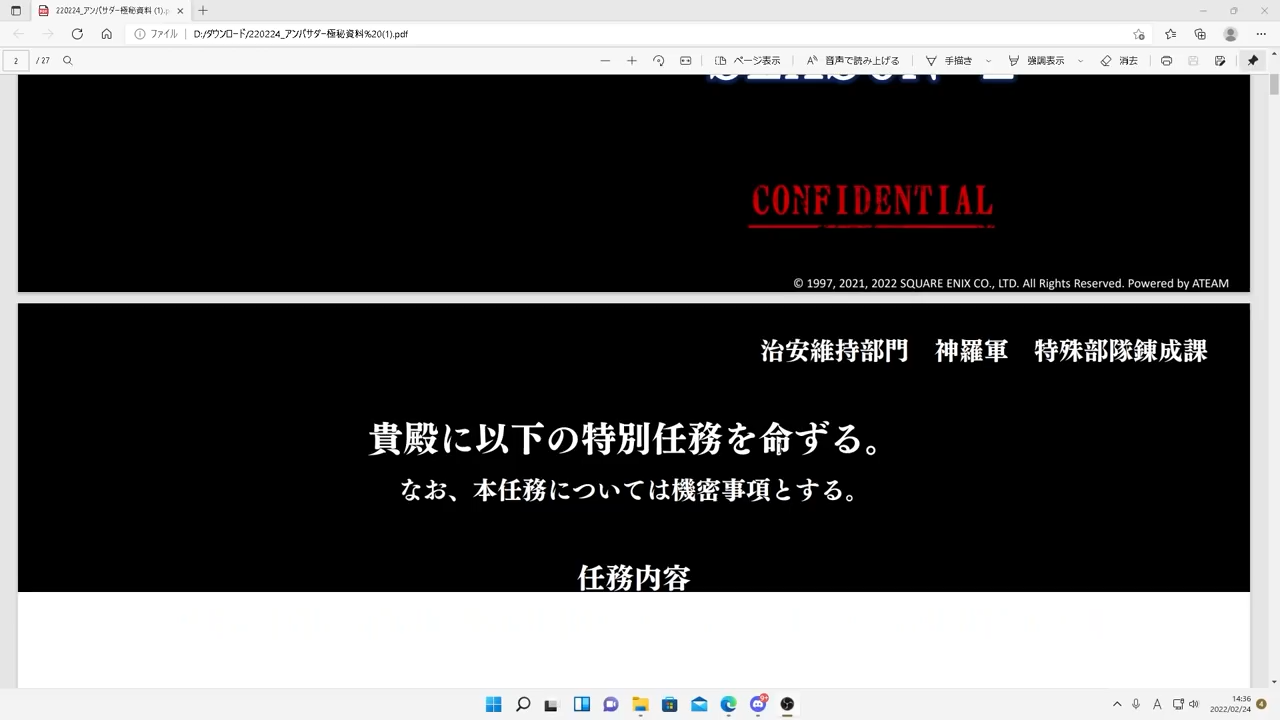 220224_アンバサダー極秘資料 (1).p
ファイル D:/ダウンロード/220224_アンバサダー極秘資料%20(1).pdf
2 / 27 ページ表示 音声で読み上げる 手描き 強調表示 消去
CONFIDENTIAL
© 1997, 2021, 2022 SQUARE ENIX CO., LTD. All Rights Reserved. Powered by ATEAM
治安維持部門 神羅軍 特殊部隊錬成課
貴殿に以下の特別任務を命ずる。
なお、本任務については機密事項とする。
任務内容
9+
A
14:36
2022/02/24
4